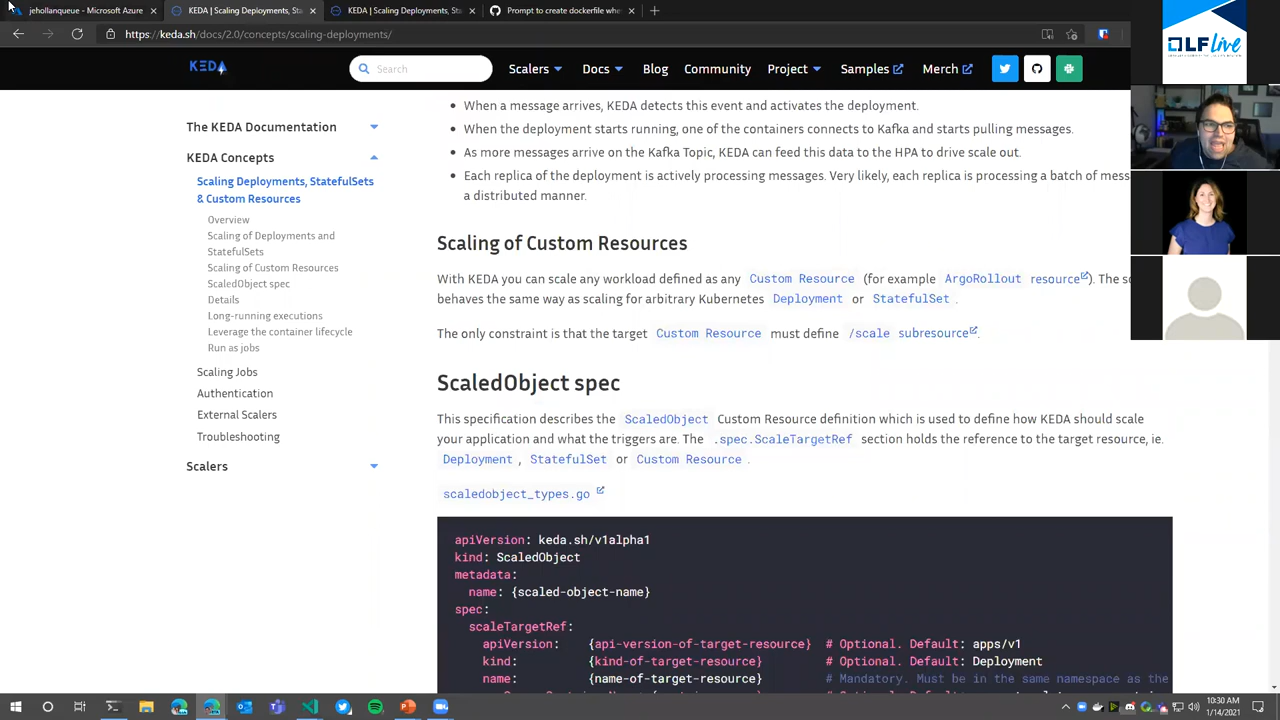 jehollanqueue - Microsoft Azure
KEDA | Scaling Deployments, Sta
KEDA | Scaling Deployments, Sta
Prompt to create dockerfile whe
https://keda.sh/docs/2.0/concepts/scaling-deployments/
LF live
KEDA
Search
Scalers
Docs
Blog
Community
Project
Samples
Merch
The KEDA Documentation
KEDA Concepts
Scaling Deployments, StatefulSets
& Custom Resources
Overview
Scaling of Deployments and
StatefulSets
Scaling of Custom Resources
ScaledObject spec
Details
Long-running executions
Leverage the container lifecycle
Run as jobs
Scaling Jobs
Authentication
External Scalers
Troubleshooting
Scalers
When a message arrives, KEDA detects this event and activates the deployment.
When the deployment starts running, one of the containers connects to Kafka and starts pulling messages.
As more messages arrive on the Kafka Topic, KEDA can feed this data to the HPA to drive scale out.
Each replica of the deployment is actively processing messages. Very likely, each replica is processing a batch of mess
a distributed manner.
Scaling of Custom Resources
With KEDA you can scale any workload defined as any Custom Resource (for example ArgoRollout resource). The sc
behaves the same way as scaling for arbitrary Kubernetes Deployment or StatefulSet .
The only constraint is that the target Custom Resource must define /scale subresource.
ScaledObject spec
This specification describes the ScaledObject Custom Resource definition which is used to define how KEDA should scale
your application and what the triggers are. The .spec.ScaleTargetRef section holds the reference to the target resource, ie.
Deployment , StatefulSet or Custom Resource .
scaledobject_types.go
apiVersion: keda.sh/v1alpha1
kind: ScaledObject
metadata:
name: {scaled-object-name}
spec:
scaleTargetRef:
apiVersion: {api-version-of-target-resource} # Optional. Default: apps/v1
kind: {kind-of-target-resource} # Optional. Default: Deployment
name: {name-of-target-resource} # Mandatory. Must be in the same namespace as the
10:30 AM
1/14/2021